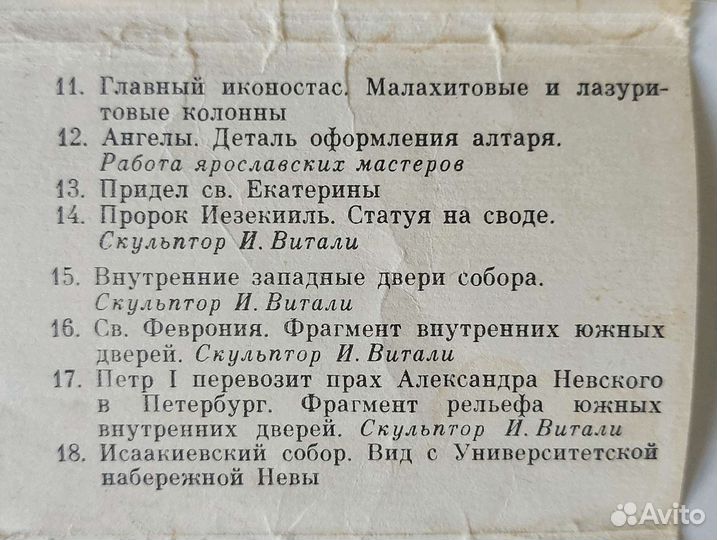 11. Главный иконостас. Малахитовые и лазури-
товые колонны
12. Ангелы. Деталь оформления алтаря.
Работа ярославских мастеров
13. Придел св. Екатерины
14. Пророк Иезекииль. Статуя на своде.
Скульптор И. Витали
15. Внутренние западные двери собора.
Скульптор И. Витали
16. Св. Феврония. Фрагмент внутренних южных
дверей. Скульптор И. Витали
17. Петр I перевозит прах Александра Невского
в Петербург. Фрагмент рельефа южных
внутренних дверей. Скульптор И. Витали
18. Исаакиевский собор. Вид с Университетской
набережной Невы
Avito